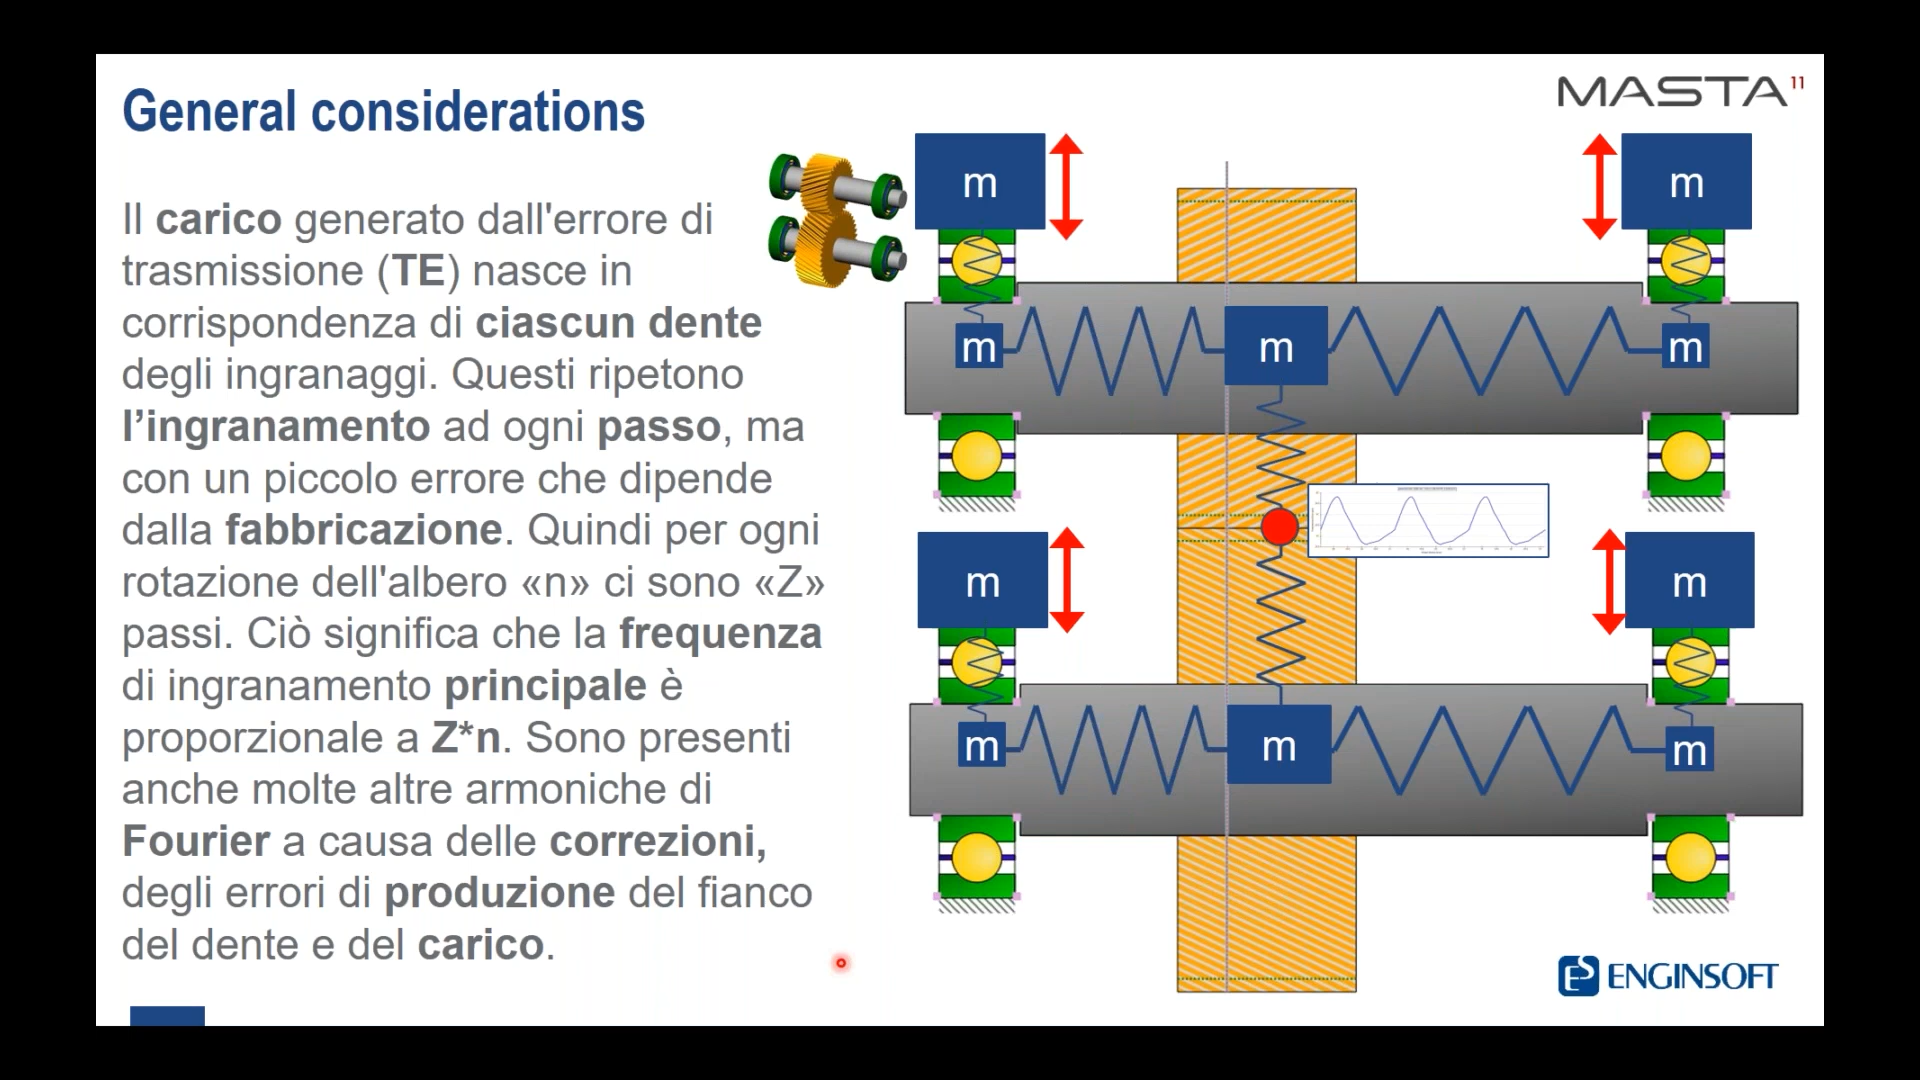 General considerations
MASTA 11
Il carico generato dall'errore di
trasmissione (TE) nasce in
corrispondenza di ciascun dente
degli ingranaggi. Questi ripetono
l’ingranamento ad ogni passo, ma
con un piccolo errore che dipende
dalla fabbricazione. Quindi per ogni
rotazione dell'albero «n» ci sono «Z»
passi. Ciò significa che la frequenza
di ingranamento principale è
proporzionale a Z*n. Sono presenti
anche molte altre armoniche di
Fourier a causa delle correzioni,
degli errori di produzione del fianco
del dente e del carico.
m
m
m
m
m
m
m
m
m
m
ENGINSOFT